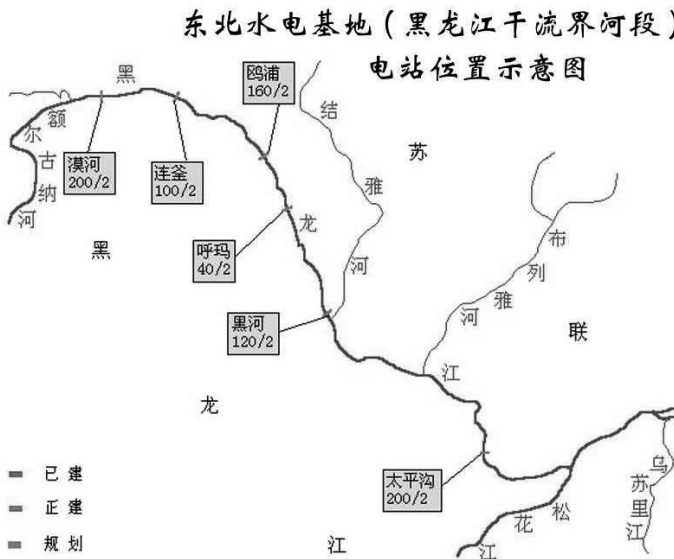 东北水电基地(黑龙江干流界河段)
电站位置示意图
黑
鸥浦
160/2
结
雅
河
额
尔
古
纳
河
漠河
200/2
连釜
100/2
苏
呼玛
40/2
龙
布
列
雅
河
黑
黑河
120/2
联
江
龙
太平沟
200/2
乌
苏
里
江
松
花
江
江
已建
正建
规划